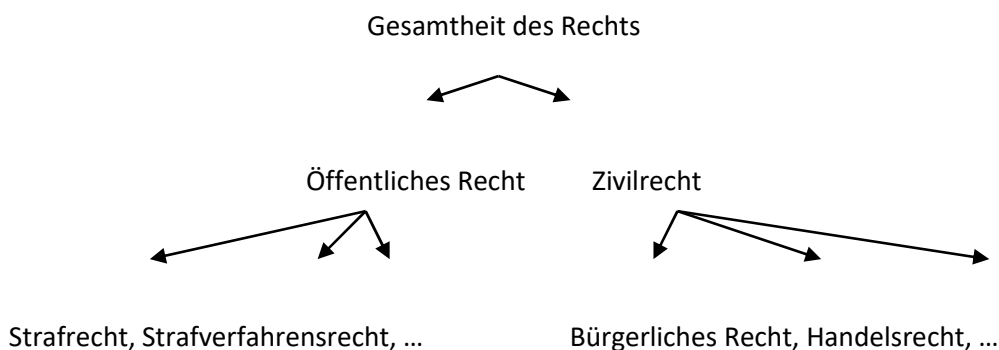 Gesamtheit des Rechts
Öffentliches Recht Zivilrecht
Strafrecht, Strafverfahrensrecht, … Bürgerliches Recht, Handelsrecht, …